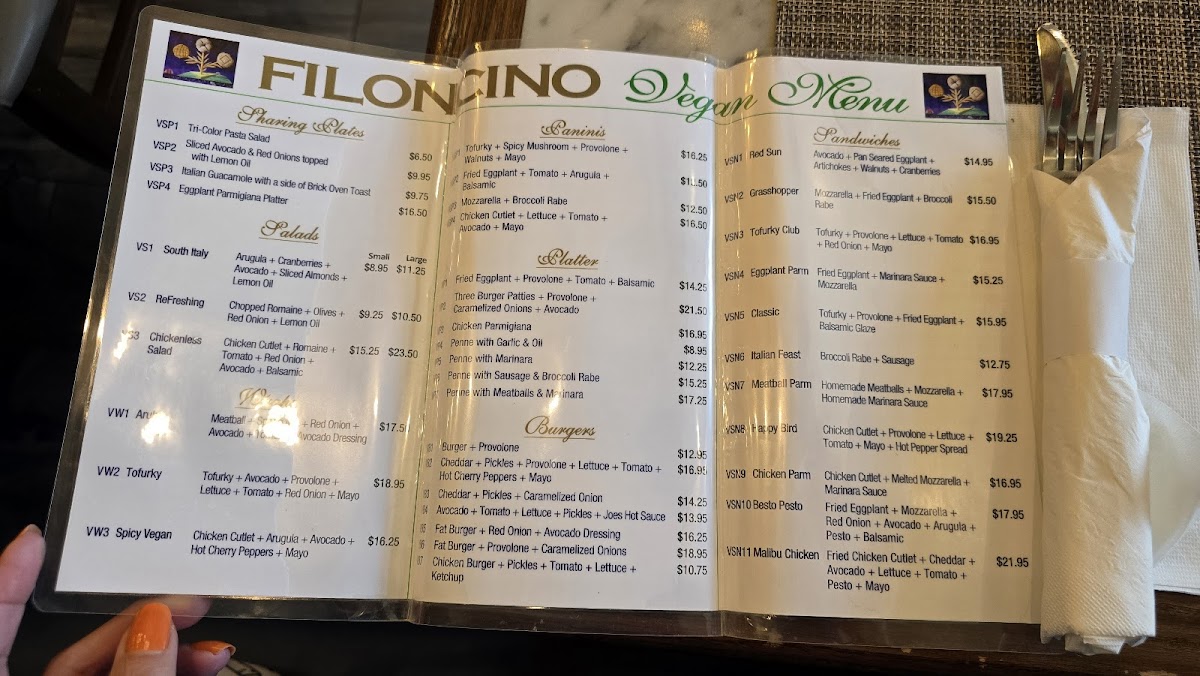 FILONCINO Vegan Menu
Sharing Plates
VSP1 Tri-Color Pasta Salad $6.50
VSP2 Sliced Avocado & Red Onions topped
with Lemon Oil $9.95
VSP3 Italian Guacamole with a side of Brick Oven Toast $9.75
VSP4 Eggplant Parmigiana Platter $16.50
Salads
Small Large
VS1 South Italy Arugula + Cranberries + $8.95 $11.25
Avocado + Sliced Almonds +
Lemon Oil
VS2 ReFreshing Chopped Romaine + Olives + $9.25 $10.50
Red Onion + Lemon Oil
VS3 Chickenless Chicken Cutlet + Romaine + $15.25 $23.50
Salad Tomato + Red Onion +
Avocado + Balsamic
VW1 Meatball + + Red Onion +
Avocado + Avocado Dressing
VW2 Tofurky Tofurky + Avocado + Provolone + $18.95
Lettuce + Tomato + Red Onion + Mayo
VW3 Spicy Vegan Chicken Cutlet + Arugula + Avocado + $16.25
Hot Cherry Peppers + Mayo
Paninis
Tofurky + Spicy Mushroom + Provolone + $16.25
Walnuts + Mayo
Fried Eggplant + Tomato + Arugula +
Balsamic
Mozzarella + Broccoli Rabe $12.50
Chicken Cutlet + Lettuce + Tomato + $16.50
Avocado + Mayo
Platter
Fried Eggplant + Provolone + Tomato + Balsamic $14.25
Three Burger Patties + Provolone +
Caramelized Onions + Avocado $21.50
Chicken Parmigiana $16.95
Penne with Garlic & Oil $8.95
Penne with Marinara $12.25
Penne with Sausage & Broccoli Rabe $15.25
Penne with Meatballs & Marinara $17.25
Burgers
Burger + Provolone $12.95
Cheddar + Pickles + Provolone + Lettuce + Tomato + $16.95
Hot Cherry Peppers + Mayo
Cheddar + Pickles + Caramelized Onion $14.25
Avocado + Tomato + Lettuce + Pickles + Joes Hot Sauce $13.95
Fat Burger + Red Onion + Avocado Dressing $16.25
Fat Burger + Provolone + Caramelized Onions $18.95
Chicken Burger + Pickles + Tomato + Lettuce + $10.75
Ketchup
Sandwiches
VSN1 Red Sun Avocado + Pan Seared Eggplant + $14.95
Artichokes + Walnuts + Cranberries
VSN2 Grasshopper Mozzarella + Fried Eggplant + Broccoli $15.50
Rabe
VSN3 Tofurky Club Tofurky + Provolone + Lettuce + Tomato $16.95
+ Red Onion + Mayo
VSN4 Eggplant Parm Fried Eggplant + Marinara Sauce + $15.25
Mozzarella
VSN5 Classic Tofurky + Provolone + Fried Eggplant + $15.95
Balsamic Glaze
VSN6 Italian Feast Broccoli Rabe + Sausage $12.75
VSN7 Meatball Parm Homemade Meatballs + Mozzarella + $17.95
Homemade Marinara Sauce
VSN8 Happy Bird Chicken Cutlet + Provolone + Lettuce + $19.25
Tomato + Mayo + Hot Pepper Spread
VSN9 Chicken Parm Chicken Cutlet + Melted Mozzarella + $16.95
Marinara Sauce
VSN10 Besto Pesto Fried Eggplant + Mozzarella + $17.95
Red Onion + Avocado + Arugula +
Pesto + Balsamic
VSN11 Malibu Chicken Fried Chicken Cutlet + Cheddar + $21.95
Avocado + Lettuce + Tomato +
Pesto + Mayo